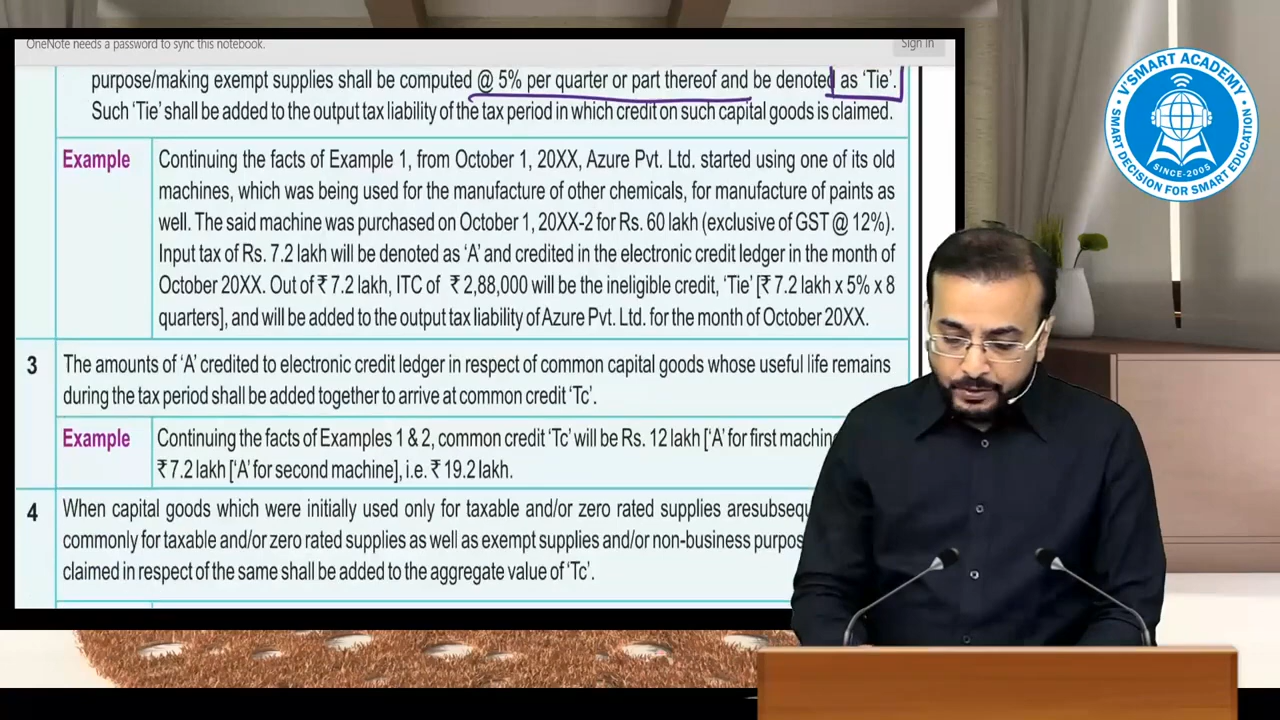 OneNote needs a password to sync this notebook.
Sign in
purpose/making exempt supplies shall be computed @ 5% per quarter or part thereof and be denoted as ‘Tie’.
Such ‘Tie’ shall be added to the output tax liability of the tax period in which credit on such capital goods is claimed.
Example
Continuing the facts of Example 1, from October 1, 20XX, Azure Pvt. Ltd. started using one of its old
machines, which was being used for the manufacture of other chemicals, for manufacture of paints as
well. The said machine was purchased on October 1, 20XX-2 for Rs. 60 lakh (exclusive of GST @ 12%).
Input tax of Rs. 7.2 lakh will be denoted as ‘A’ and credited in the electronic credit ledger in the month of
October 20XX. Out of ₹ 7.2 lakh, ITC of ₹ 2,88,000 will be the ineligible credit, ‘Tie’ [₹ 7.2 lakh x 5% x 8
quarters], and will be added to the output tax liability of Azure Pvt. Ltd. for the month of October 20XX.
3
The amounts of ‘A’ credited to electronic credit ledger in respect of common capital goods whose useful life remains
during the tax period shall be added together to arrive at common credit ‘Tc’.
Example
Continuing the facts of Examples 1 & 2, common credit ‘Tc’ will be Rs. 12 lakh [‘A’ for first
₹ 7.2 lakh [‘A’ for second machine], i.e. ₹ 19.2 lakh.
4
When capital goods which were initially used only for taxable and/or zero rated supplies
commonly for taxable and/or zero rated supplies as well as exempt supplies and/or non-business
claimed in respect of the same shall be added to the aggregate value of ‘Tc’.
V'SMART ACADEMY
SINCE-2005
SMART DECISION FOR SMART EDUCATION